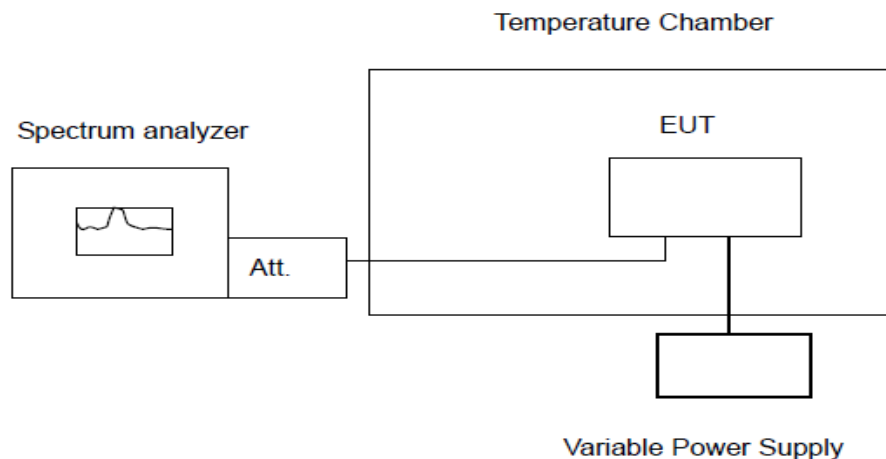 Temperature Chamber
Spectrum analyzer
EUT
Att.
Variable Power Supply